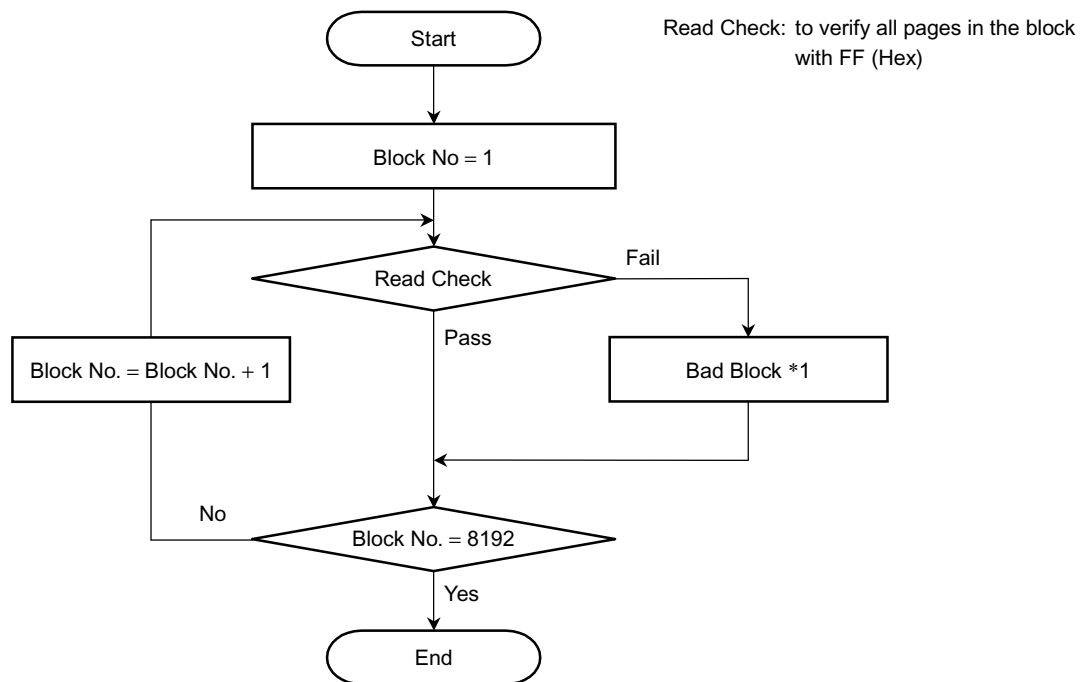 Start
Read Check: to verify all pages in the block
with FF (Hex)
Block No = 1
Read Check
Fail
Pass
Block No. = Block No. + 1
Bad Block *1
No
Block No. = 8192
Yes
End